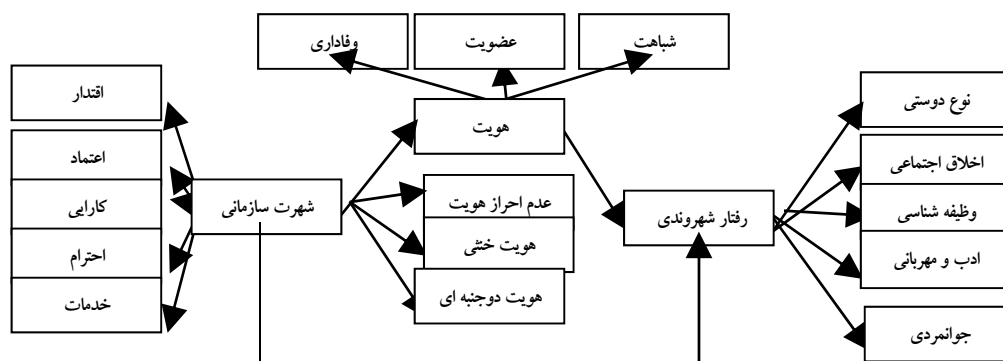 شباهت
عضویت
وفاداری
نوع دوستی
اقتدار
هویت
اخلاق اجتماعی
اعتماد
عدم احراز هویت
وظیفه شناسی
رفتار شهروندی
شهرت سازمانی
کارایی
هویت خنثی
ادب و مهربانی
احترام
هویت دوجنبه ای
خدمات
جوانمردی